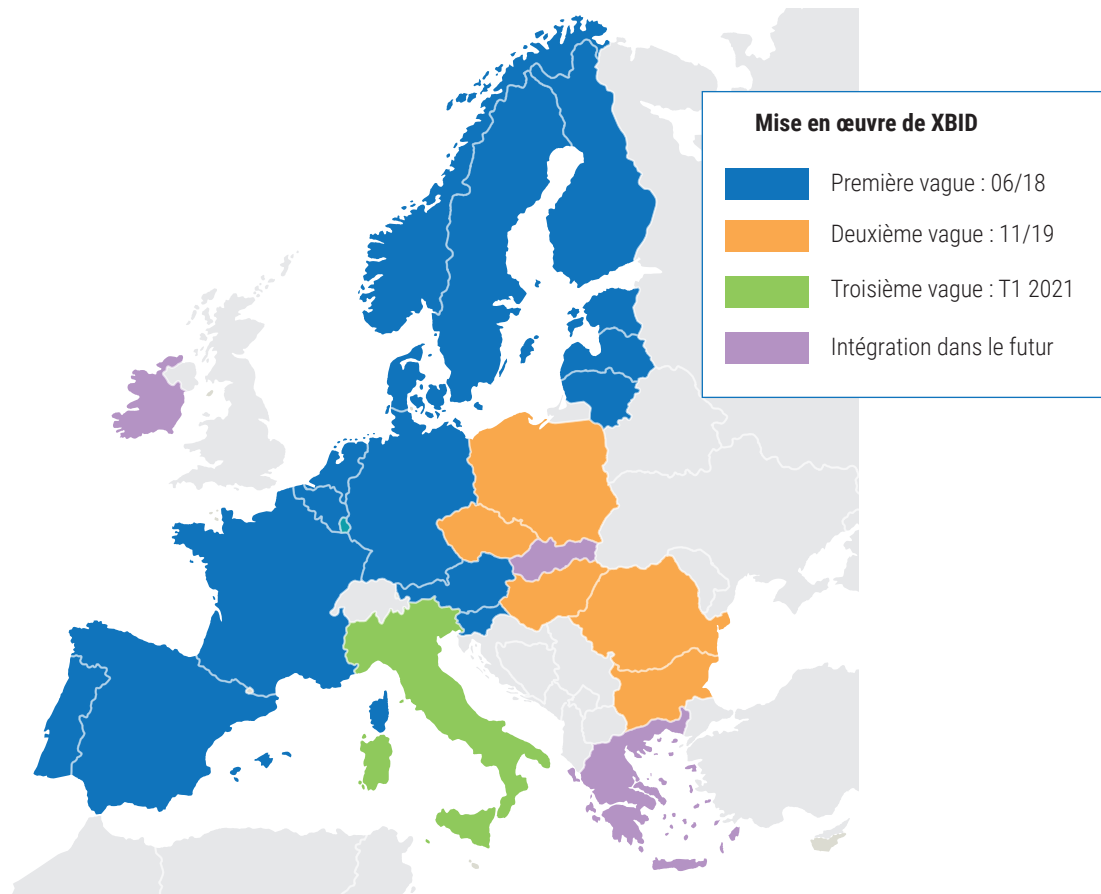 Mise en œuvre de XBID
Première vague : 06/18
Deuxième vague : 11/19
Troisième vague : T1 2021
Intégration dans le futur